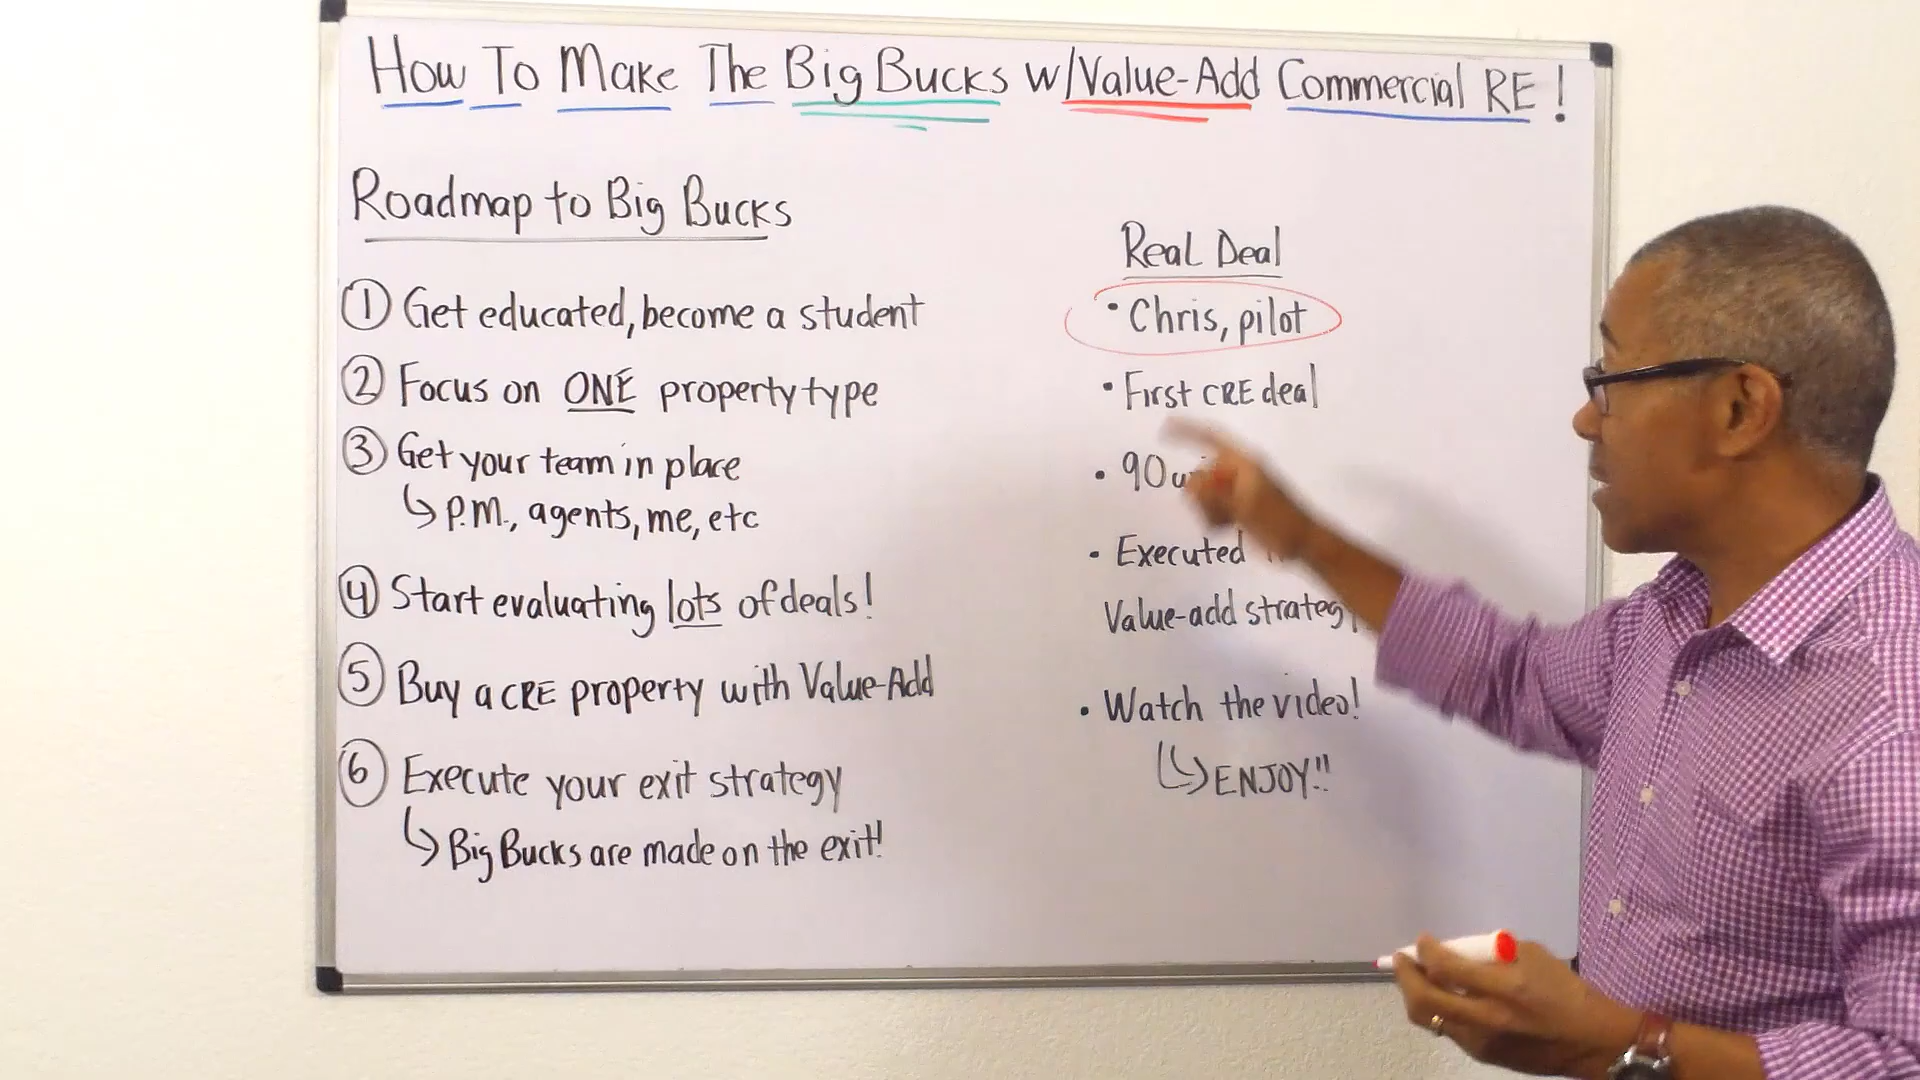 How To Make The Big Bucks w/Value-Add Commercial RE!
Roadmap to Big Bucks
① Get educated, become a student
② Focus on ONE property type
③ Get your team in place
↳ P.M., agents, me, etc
④ Start evaluating lots of deals!
⑤ Buy a CRE property with Value-Add
⑥ Execute your exit strategy
↳ Big Bucks are made on the exit!
Real Deal
• Chris, pilot
• First CRE deal
• 90
• Executed
Value-add strategy
• Watch the video!
↳ ENJOY!!